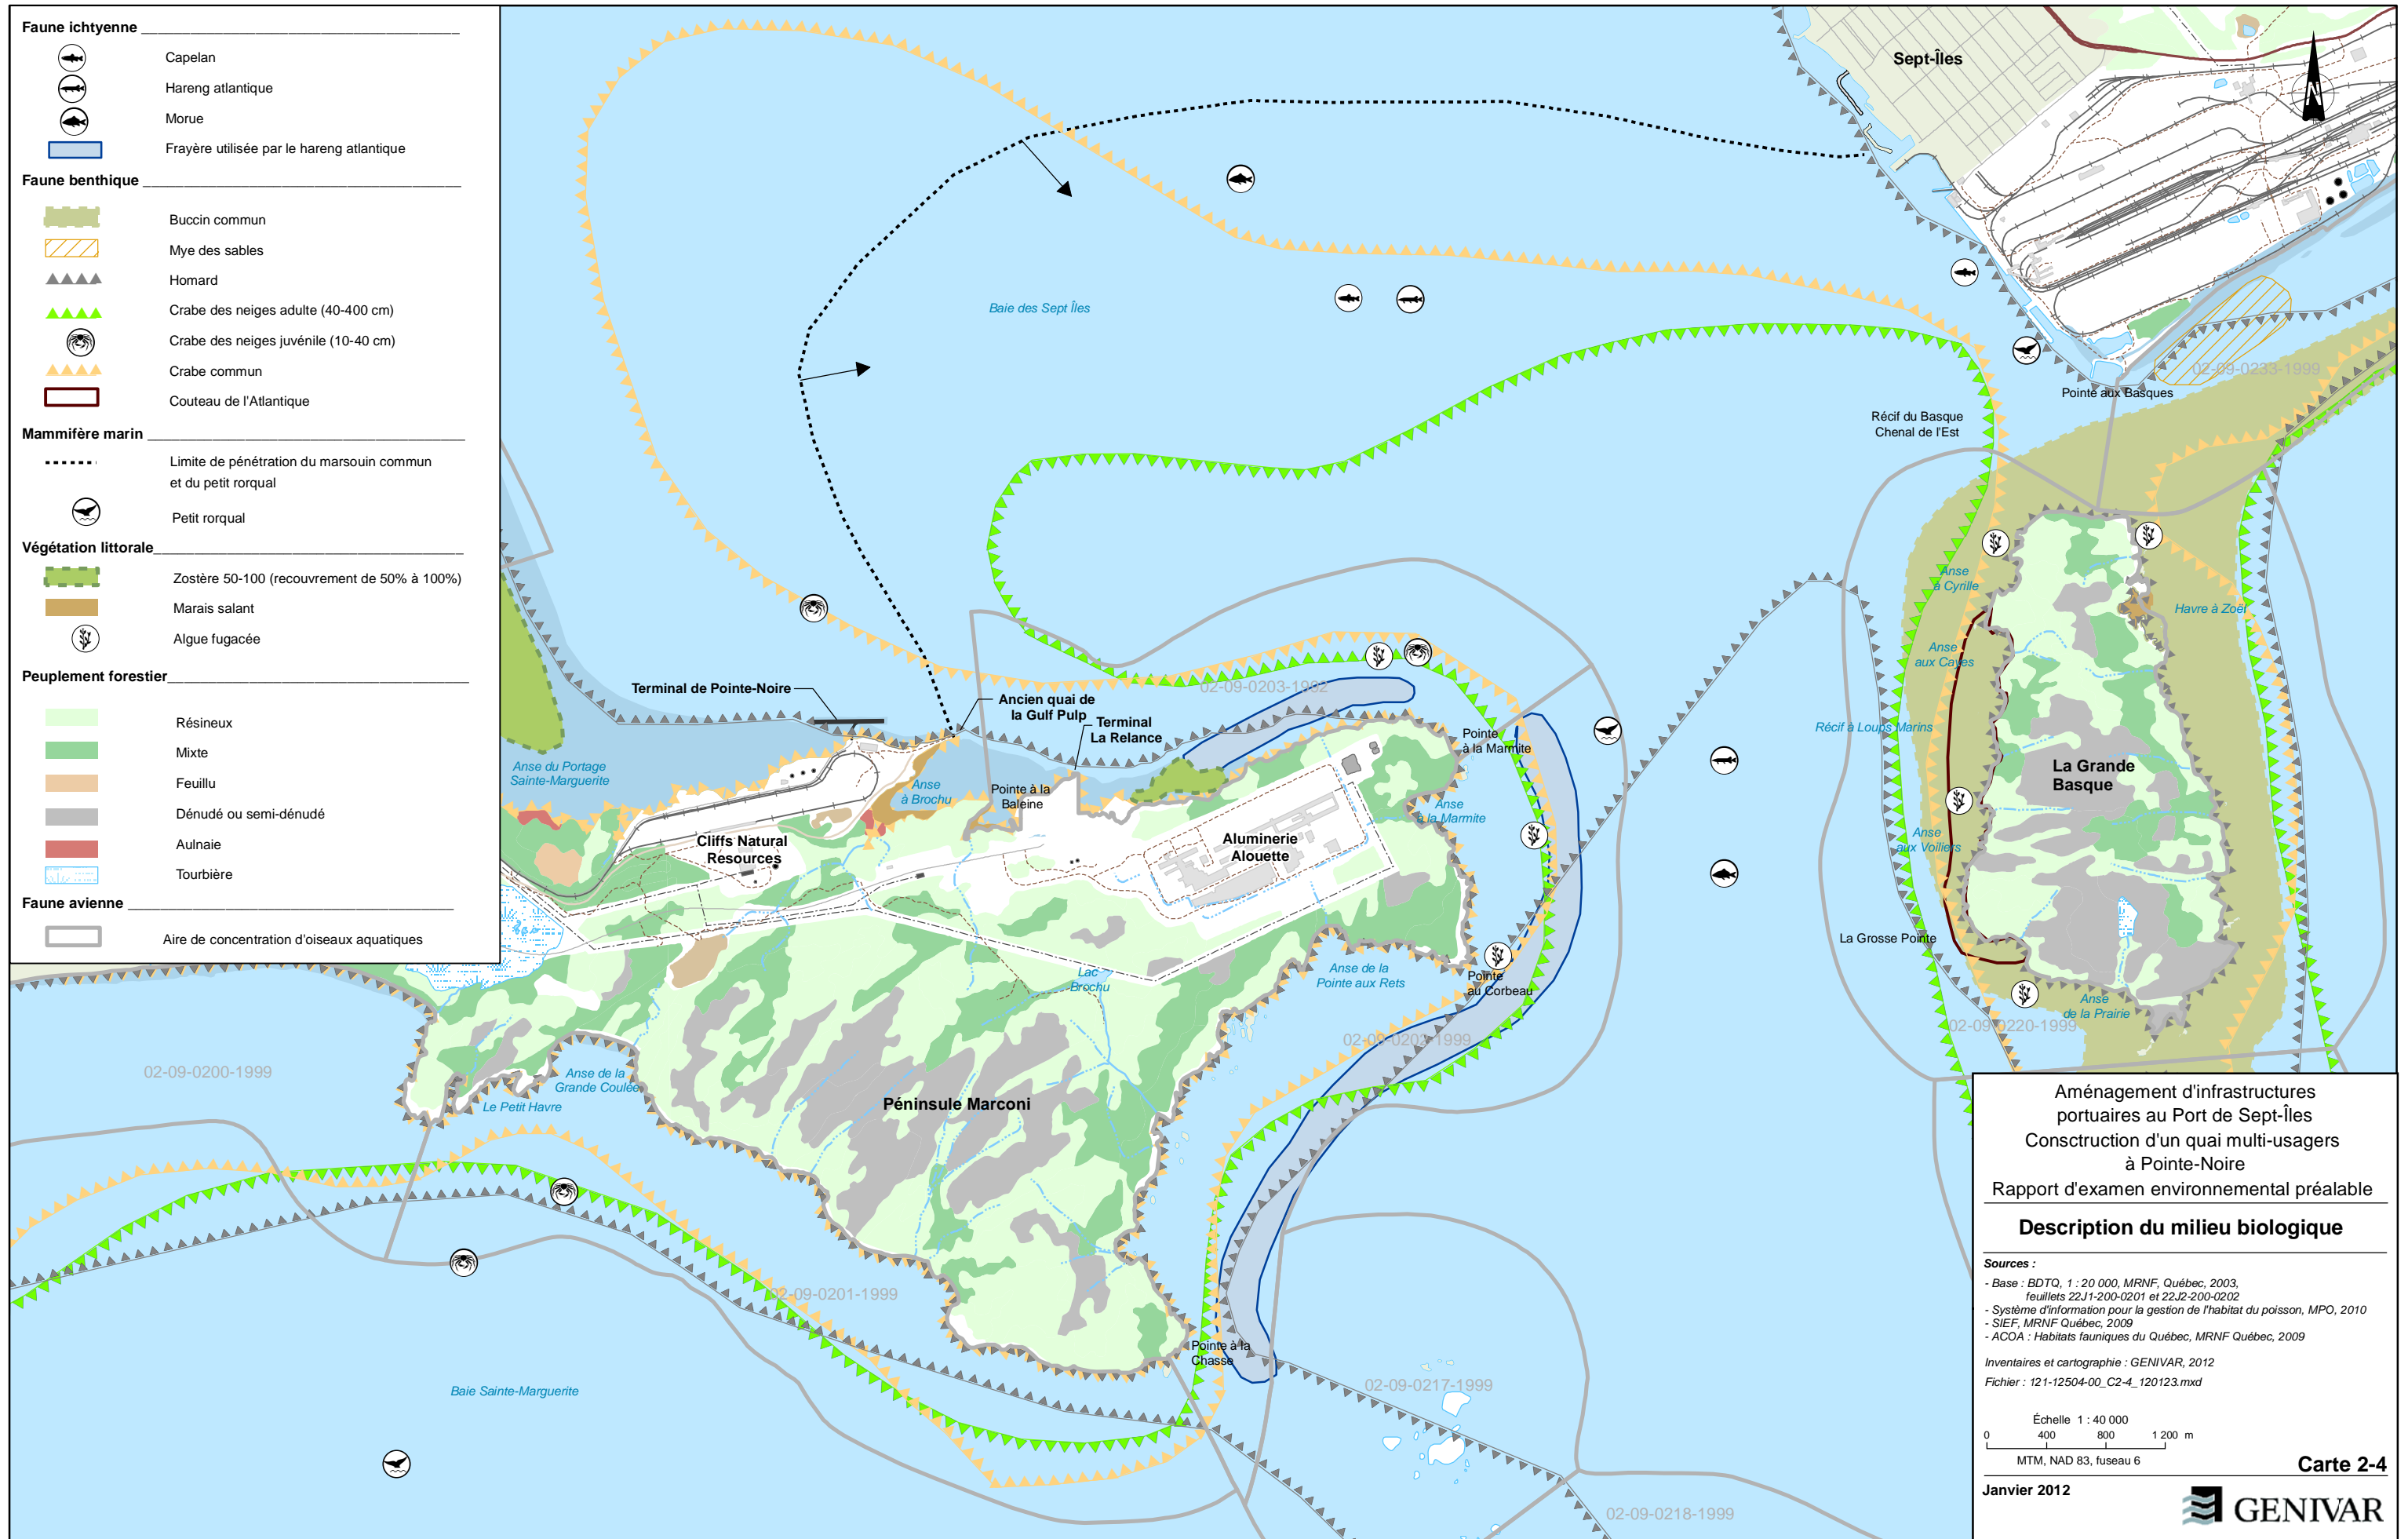 Faune ichtyenne
Capelan
Hareng atlantique
Morue
Frayère utilisée par le hareng atlantique
Faune benthique
Buccin commun
Mye des sables
Homard
Crabe des neiges adulte (40-400 cm)
Crabe des neiges juvénile (10-40 cm)
Crabe commun
Couteau de l'Atlantique
Mammifère marin
Limite de pénétration du marsouin commun
et du petit rorqual
Petit rorqual
Végétation littorale
Zostère 50-100 (recouvrement de 50% à 100%)
Marais salant
Algue fugacée
Peuplement forestier
Résineux
Mixte
Feuillu
Dénudé ou semi-dénudé
Aulnaie
Tourbière
Faune avienne
Aire de concentration d'oiseaux aquatiques
Sept-Îles
N
Baie des Sept Îles
02-09-0233-1999
Pointe aux Basques
Récif du Basque
Chenal de l'Est
Anse
à Cyrille
Havre à Zoël
Anse
aux Cayes
Récif à Loups Marins
La Grande
Basque
Anse
aux Voiliers
La Grosse Pointe
Anse
de la Prairie
02-09-0220-1999
Terminal de Pointe-Noire
Ancien quai de
la Gulf Pulp
Terminal
La Relance
02-09-0203-1992
Pointe
à la Marmite
Anse du Portage
Sainte-Marguerite
Anse
à Brochu
Pointe à la
Baleine
Anse
à la Marmite
Cliffs Natural
Resources
Aluminerie
Alouette
Lac
Brochu
Anse de la
Pointe aux Rets
Pointe
au Corbeau
02-09-0202-1999
02-09-0200-1999
Anse de la
Grande Coulée
Le Petit Havre
Péninsule Marconi
02-09-0201-1999
Pointe à la
Chasse
Baie Sainte-Marguerite
02-09-0217-1999
02-09-0218-1999
Aménagement d'infrastructures
portuaires au Port de Sept-Îles
Consctruction d'un quai multi-usagers
à Pointe-Noire
Rapport d'examen environnemental préalable
Description du milieu biologique
Sources :
- Base : BDTQ, 1 : 20 000, MRNF, Québec, 2003,
feuillets 22J1-200-0201 et 22J2-200-0202
- Système d'information pour la gestion de l'habitat du poisson, MPO, 2010
- SIEF, MRNF Québec, 2009
- ACOA : Habitats fauniques du Québec, MRNF Québec, 2009
Inventaires et cartographie : GENIVAR, 2012
Fichier : 121-12504-00_C2-4_120123.mxd
Échelle 1 : 40 000
0 400 800 1 200 m
MTM, NAD 83, fuseau 6
Carte 2-4
Janvier 2012
GENIVAR